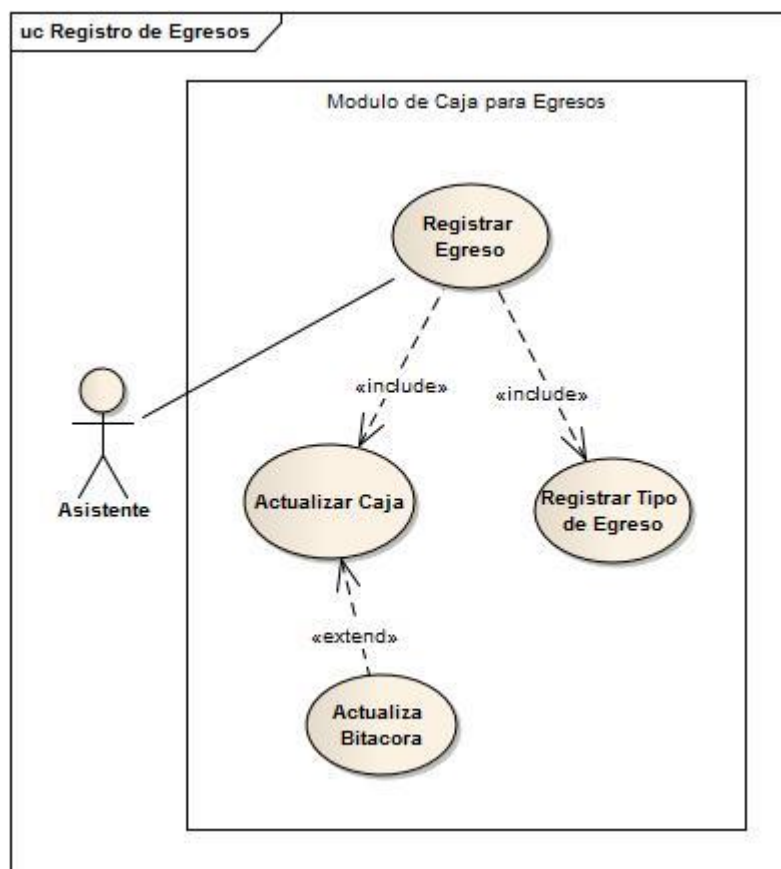 uc Registro de Egresos
Modulo de Caja para Egresos
Registrar
Egreso
«include»
«include»
Asistente
Actualizar Caja
Registrar Tipo
de Egreso
«extend»
Actualiza
Bitacora